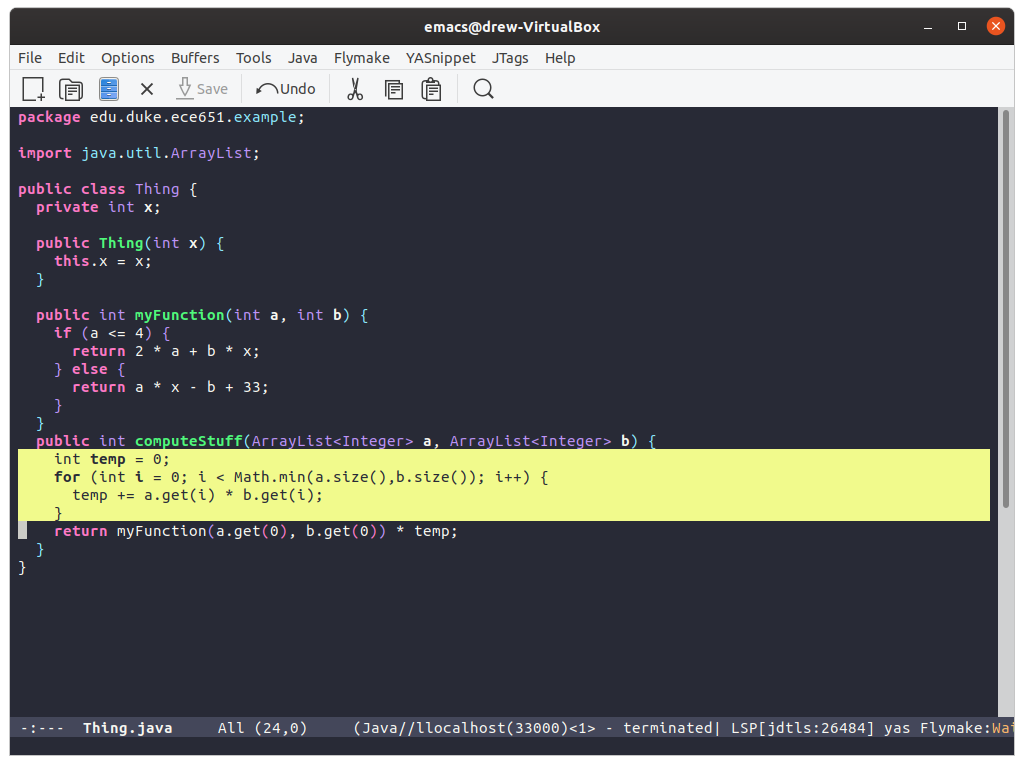 emacs@drew-VirtualBox
File Edit Options Buffers Tools Java Flymake YASnippet JTags Help
Save Undo
package edu.duke.ece651.example;
import java.util.ArrayList;
public class Thing {
  private int x;
  public Thing(int x) {
    this.x = x;
  }
  public int myFunction(int a, int b) {
    if (a <= 4) {
      return 2 * a + b * x;
    } else {
      return a * x - b + 33;
    }
  }
  public int computeStuff(ArrayList<Integer> a, ArrayList<Integer> b) {
    int temp = 0;
    for (int i = 0; i < Math.min(a.size(),b.size()); i++) {
      temp += a.get(i) * b.get(i);
    }
    return myFunction(a.get(0), b.get(0)) * temp;
  }
}
-:--- Thing.java All (24,0) (Java//llocalhost(33000)<1> - terminated| LSP[jdtls:26484] yas Flymake:Wai